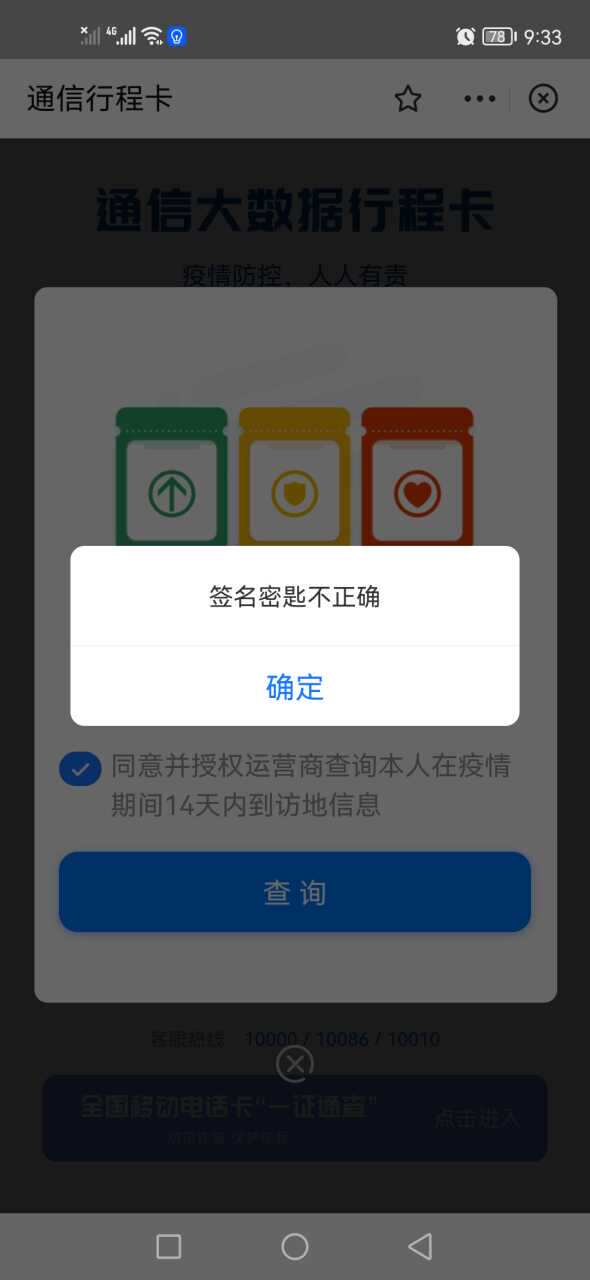 4G
78
9:33
通信行程卡
通信大数据行程卡
疫情防控，人人有责
签名密匙不正确
确定
同意并授权运营商查询本人在疫情
期间14天内到访地信息
查询
客服热线 10000 / 10086 / 10010
全国移动电话卡“一证通查”
点击进入